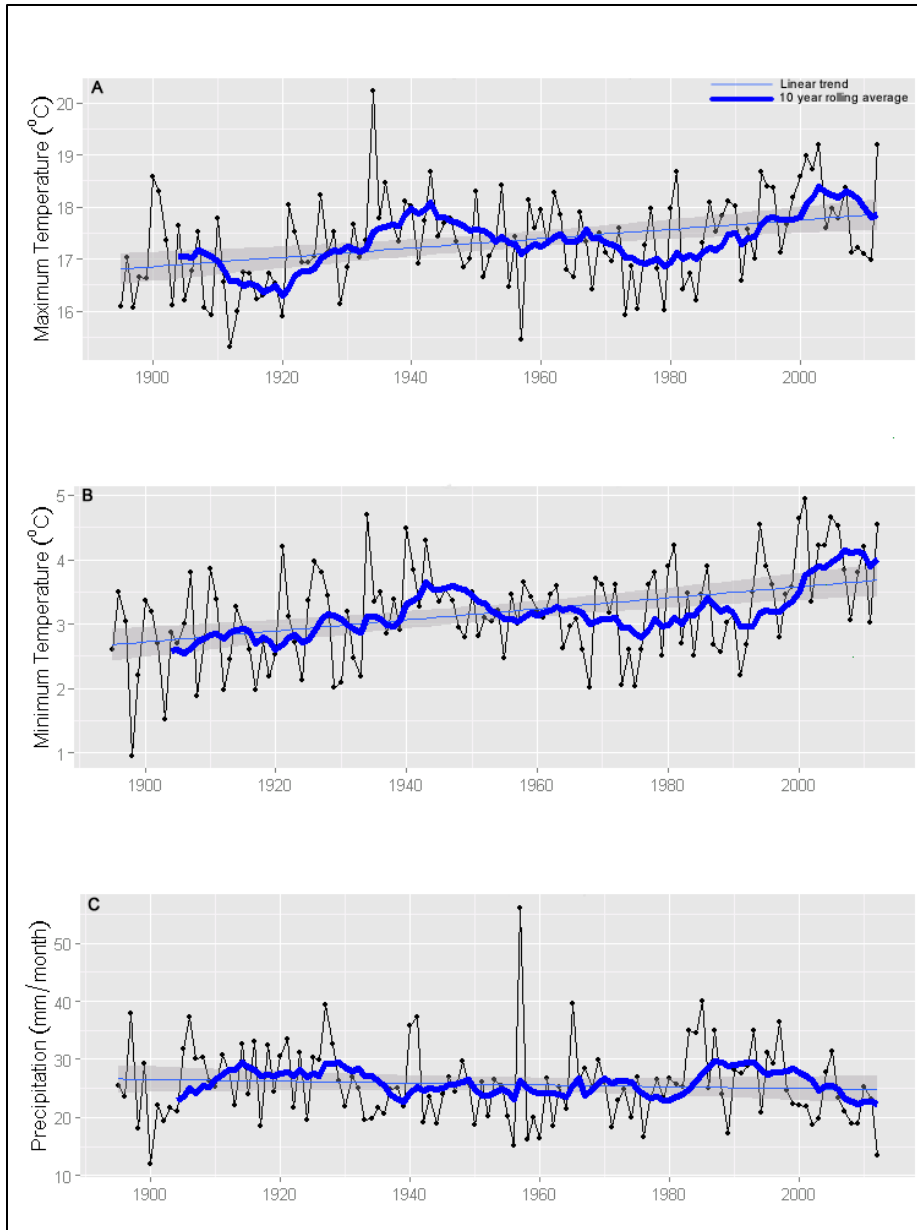 A
Linear trend
10 year rolling average
Maximum Temperature (⁰C)
20
19
18
17
16
1900 1920 1940 1960 1980 2000
B
Minimum Temperature (⁰C)
5
4
3
2
1
1900 1920 1940 1960 1980 2000
C
Precipitation (mm/month)
50
40
30
20
10
1900 1920 1940 1960 1980 2000